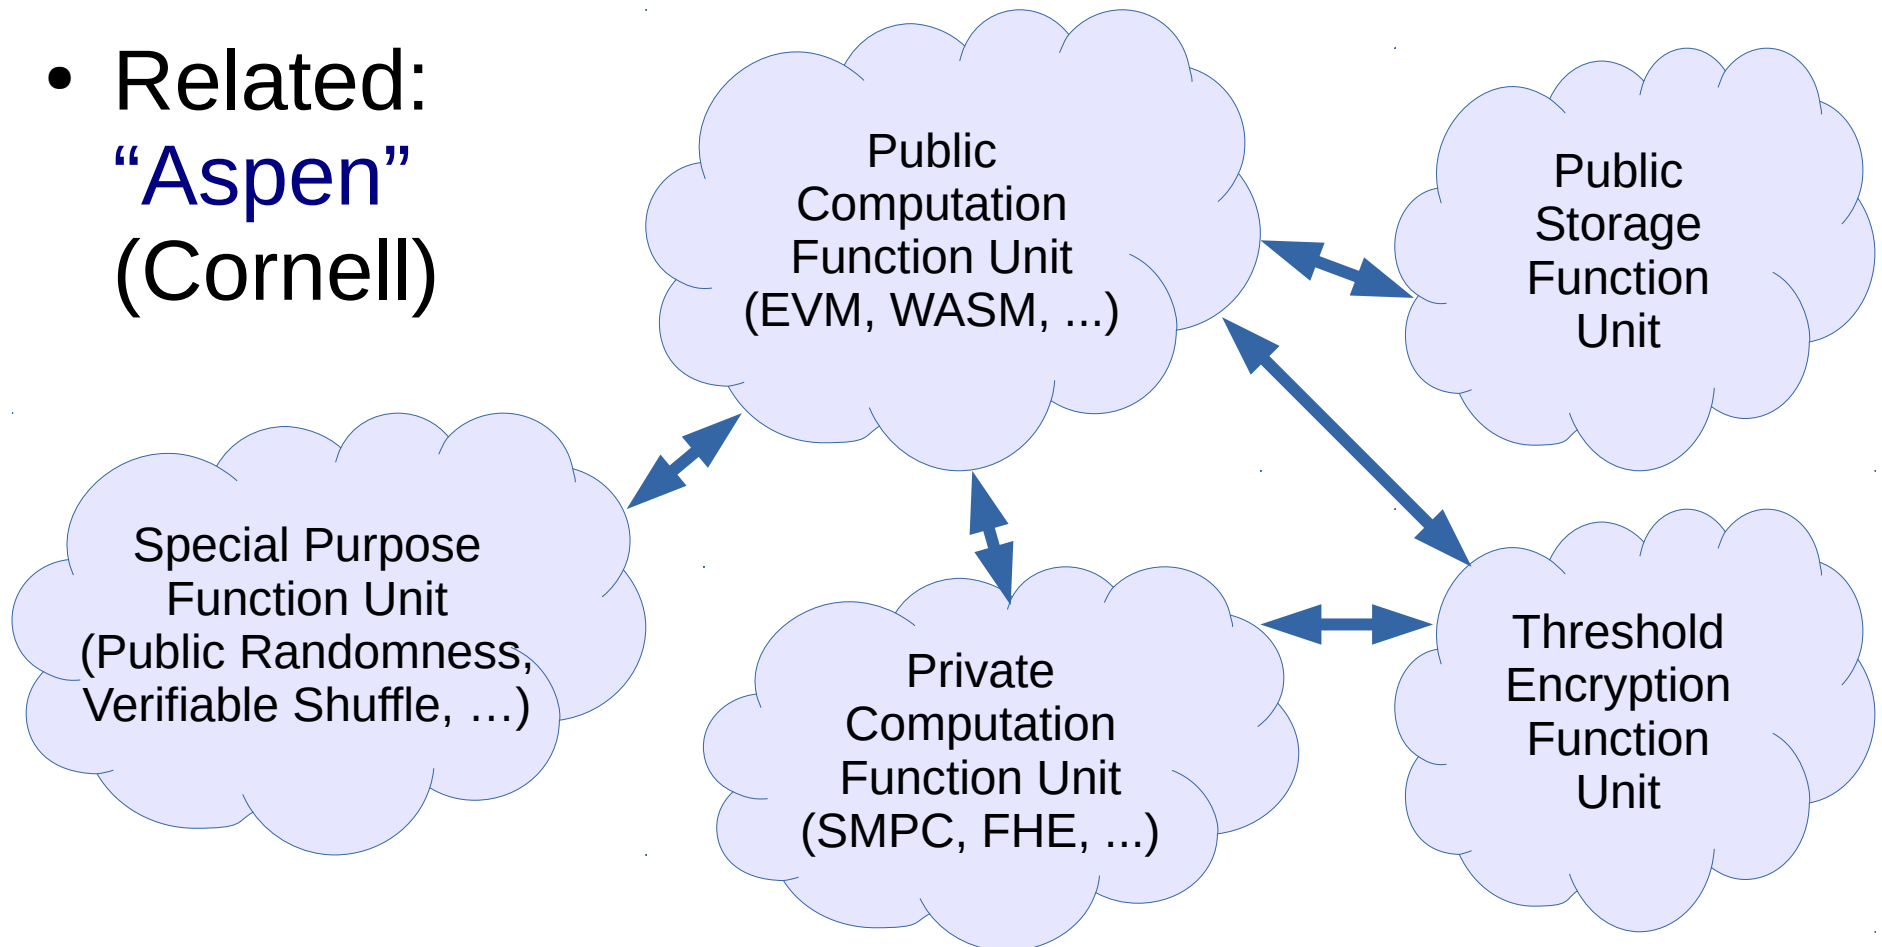 • Related:
“Aspen”
(Cornell)
Public
Computation
Function Unit
(EVM, WASM, ...)
Public
Storage
Function
Unit
Special Purpose
Function Unit
(Public Randomness,
Verifiable Shuffle, …)
Private
Computation
Function Unit
(SMPC, FHE, ...)
Threshold
Encryption
Function
Unit